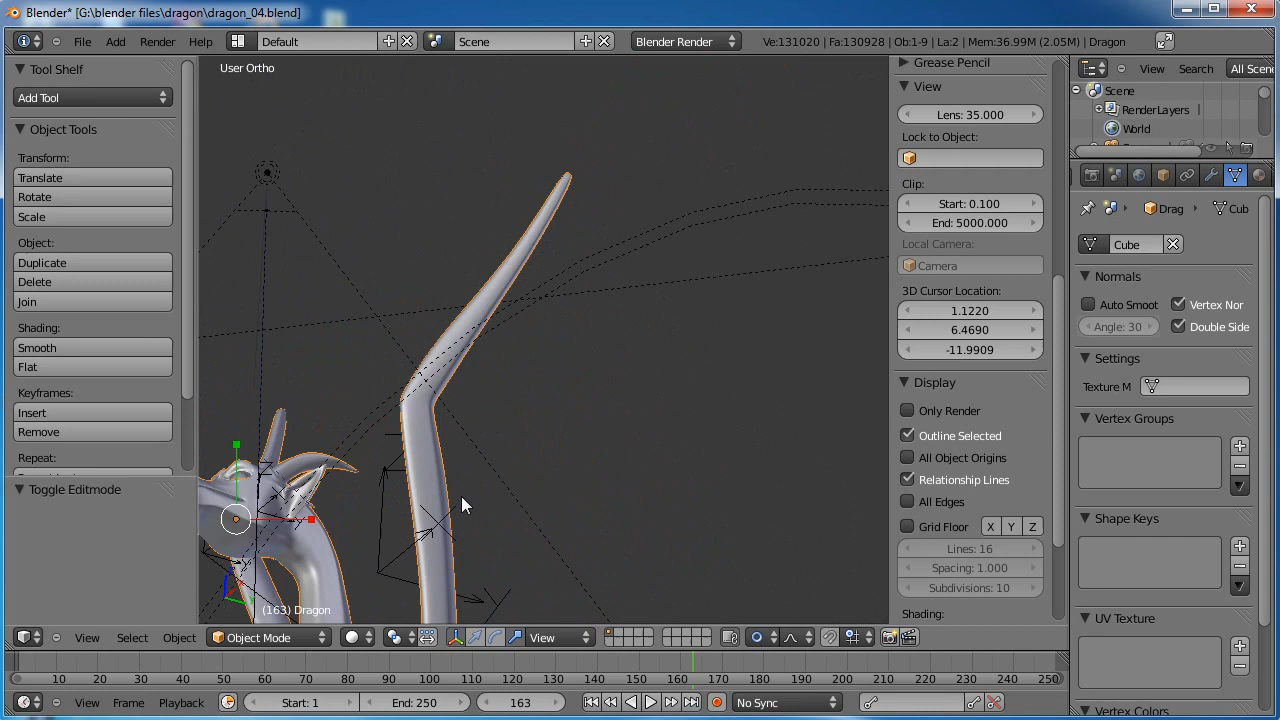 Blender* [G:\blender files\dragon\dragon_04.blend]
File Add Render Help Default Scene Blender Render Ve:131020 | Fa:130928 | Ob:1-9 | La:2 | Mem:36.99M (2.05M) | Dragon
Tool Shelf
Add Tool
Object Tools
Transform:
Translate
Rotate
Scale
Object:
Duplicate
Delete
Join
Shading:
Smooth
Flat
Keyframes:
Insert
Remove
Repeat:
Toggle Editmode
User Ortho
(163) Dragon
Grease Pencil
View
Lens: 35.000
Lock to Object:
Clip:
Start: 0.100
End: 5000.000
Local Camera:
Camera
3D Cursor Location:
1.1220
6.4690
-11.9909
Display
Only Render
Outline Selected
All Object Origins
Relationship Lines
All Edges
Grid Floor X Y Z
Lines: 16
Spacing: 1.000
Subdivisions: 10
Shading:
View Search All Scene
Scene
RenderLayers
World
Drag Cub
Cube
Normals
Auto Smoot Vertex Nor
Angle: 30 Double Side
Settings
Texture M
Vertex Groups
Shape Keys
UV Texture
Vertex Colors
View Select Object Object Mode View
10 20 30 40 50 60 70 80 90 100 110 120 130 140 150 160 170 180 190 200 210 220 230 240 250
View Frame Playback Start: 1 End: 250 163 No Sync